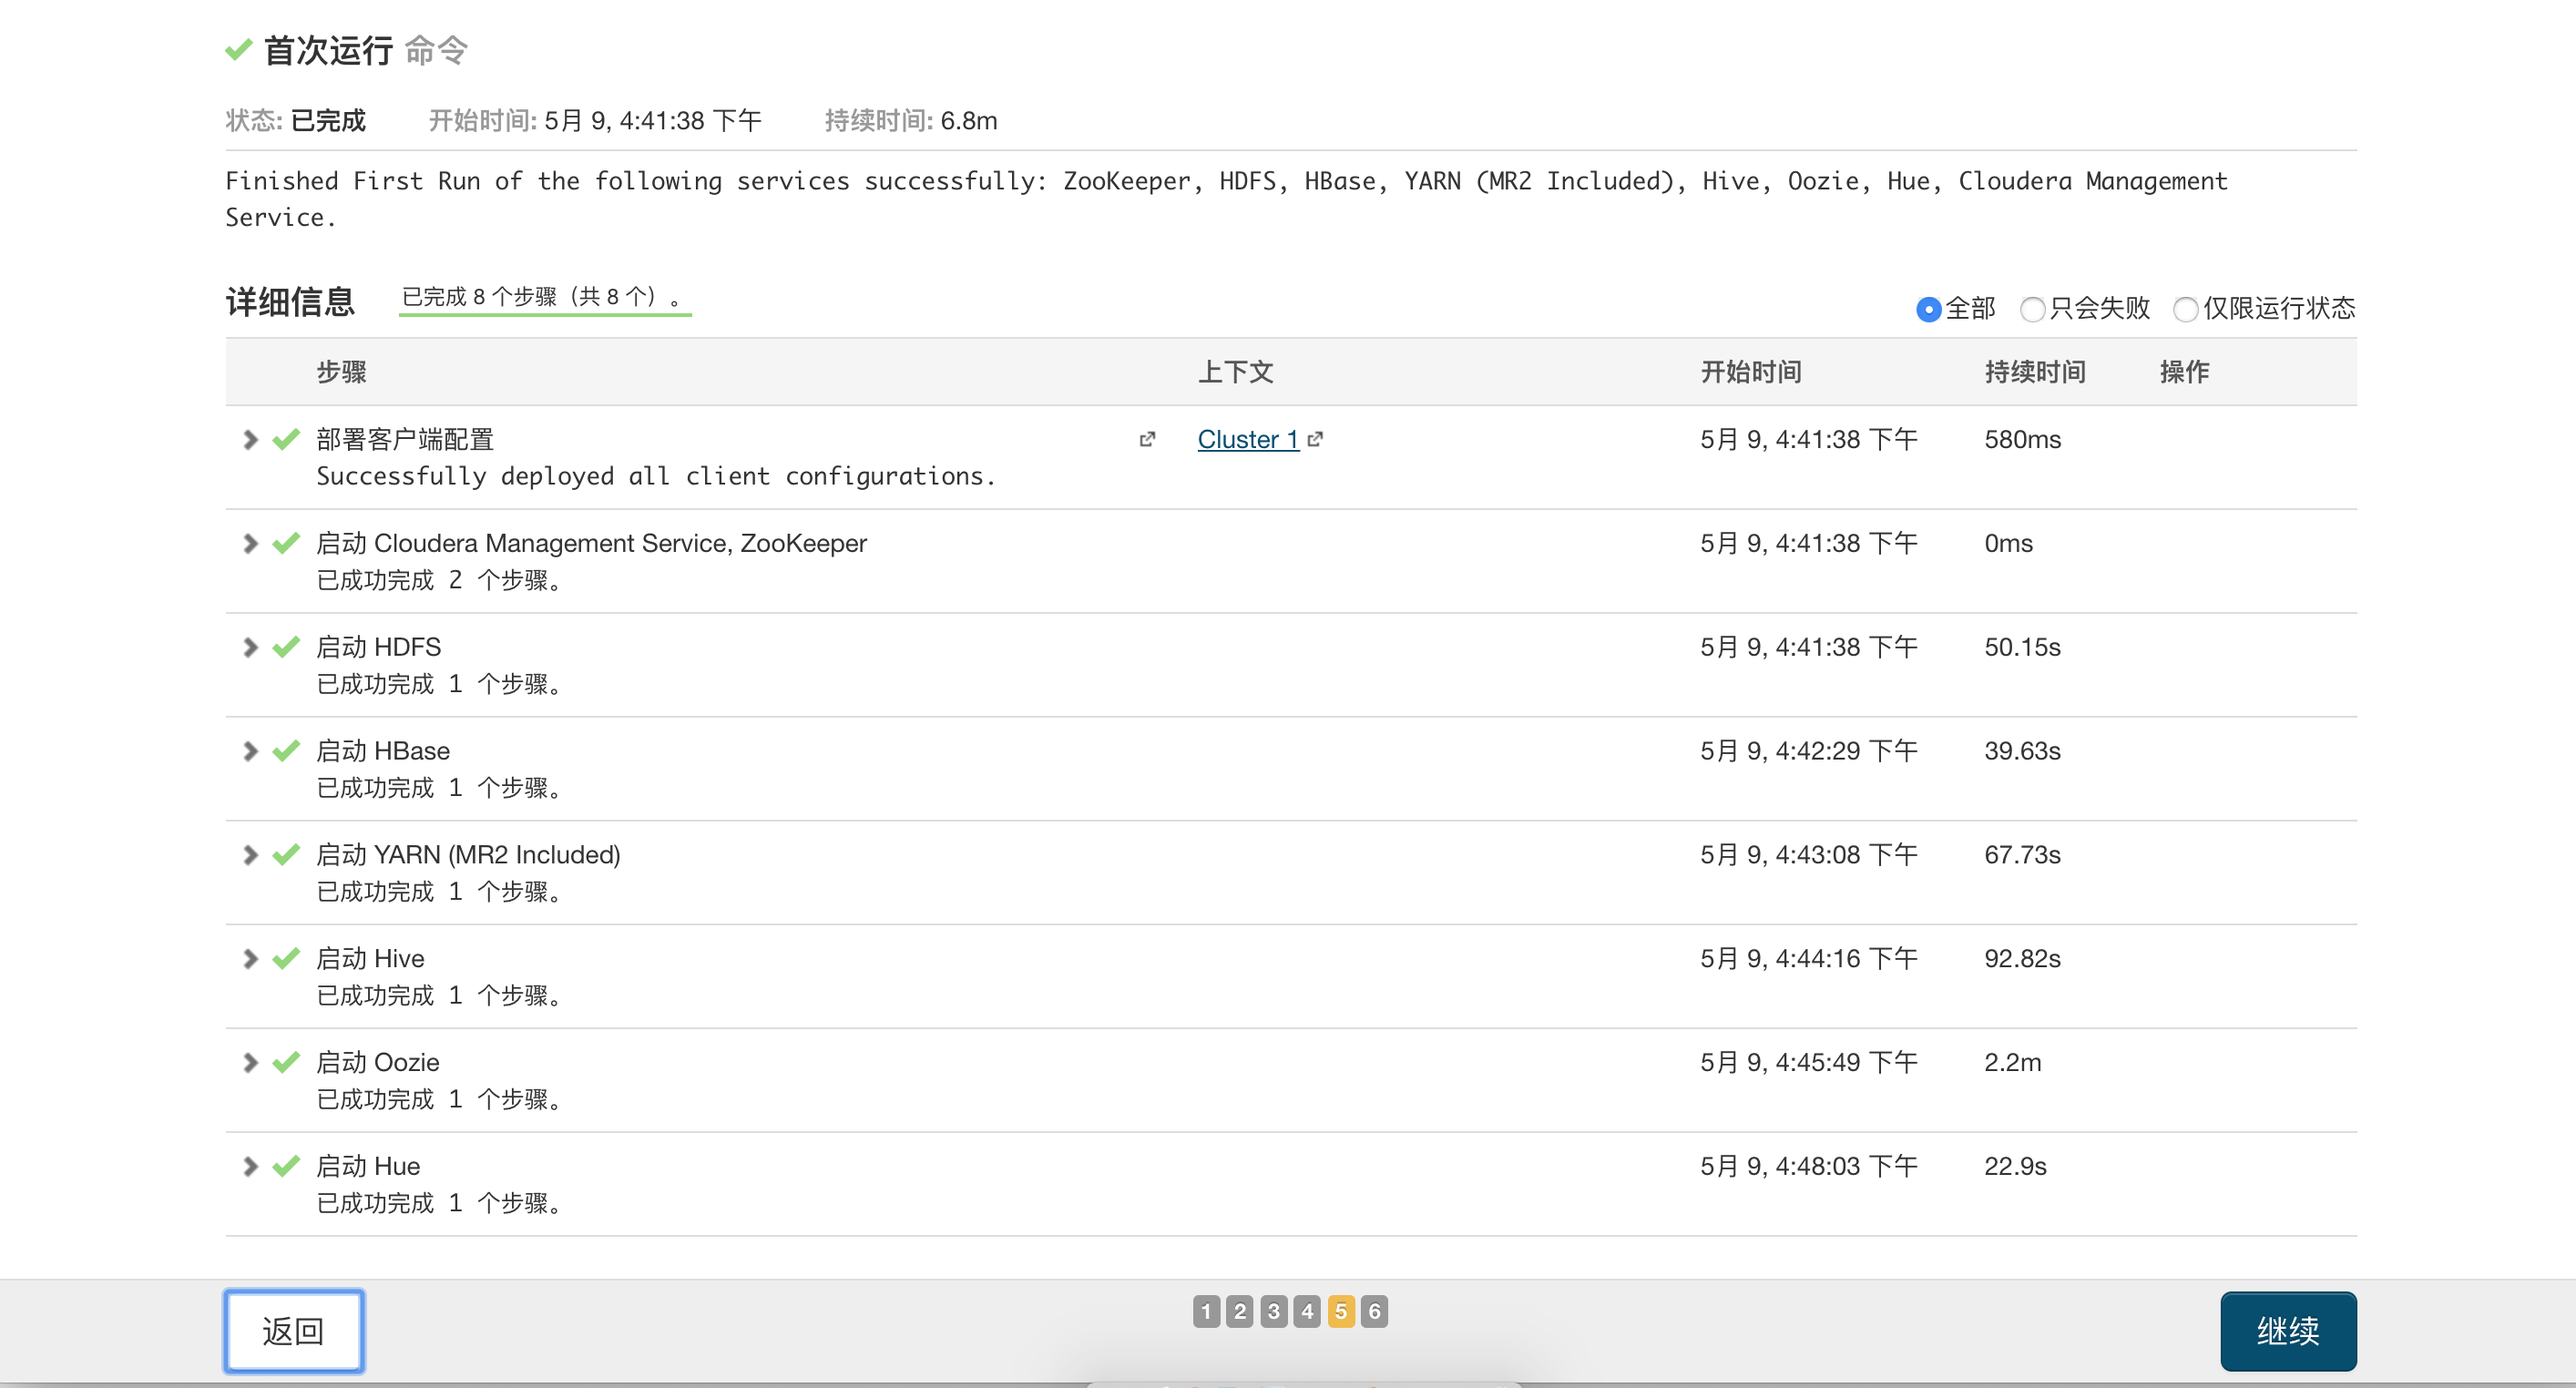 首次运行 命令
状态: 已完成 开始时间: 5月 9, 4:41:38 下午 持续时间: 6.8m
Finished First Run of the following services successfully: ZooKeeper, HDFS, HBase, YARN (MR2 Included), Hive, Oozie, Hue, Cloudera Management
Service.
详细信息 已完成 8 个步骤（共 8 个）。
全部 只会失败 仅限运行状态
步骤 上下文 开始时间 持续时间 操作
部署客户端配置 Cluster 1 5月 9, 4:41:38 下午 580ms
Successfully deployed all client configurations.
启动 Cloudera Management Service, ZooKeeper 5月 9, 4:41:38 下午 0ms
已成功完成 2 个步骤。
启动 HDFS 5月 9, 4:41:38 下午 50.15s
已成功完成 1 个步骤。
启动 HBase 5月 9, 4:42:29 下午 39.63s
已成功完成 1 个步骤。
启动 YARN (MR2 Included) 5月 9, 4:43:08 下午 67.73s
已成功完成 1 个步骤。
启动 Hive 5月 9, 4:44:16 下午 92.82s
已成功完成 1 个步骤。
启动 Oozie 5月 9, 4:45:49 下午 2.2m
已成功完成 1 个步骤。
启动 Hue 5月 9, 4:48:03 下午 22.9s
已成功完成 1 个步骤。
返回 1 2 3 4 5 6 继续